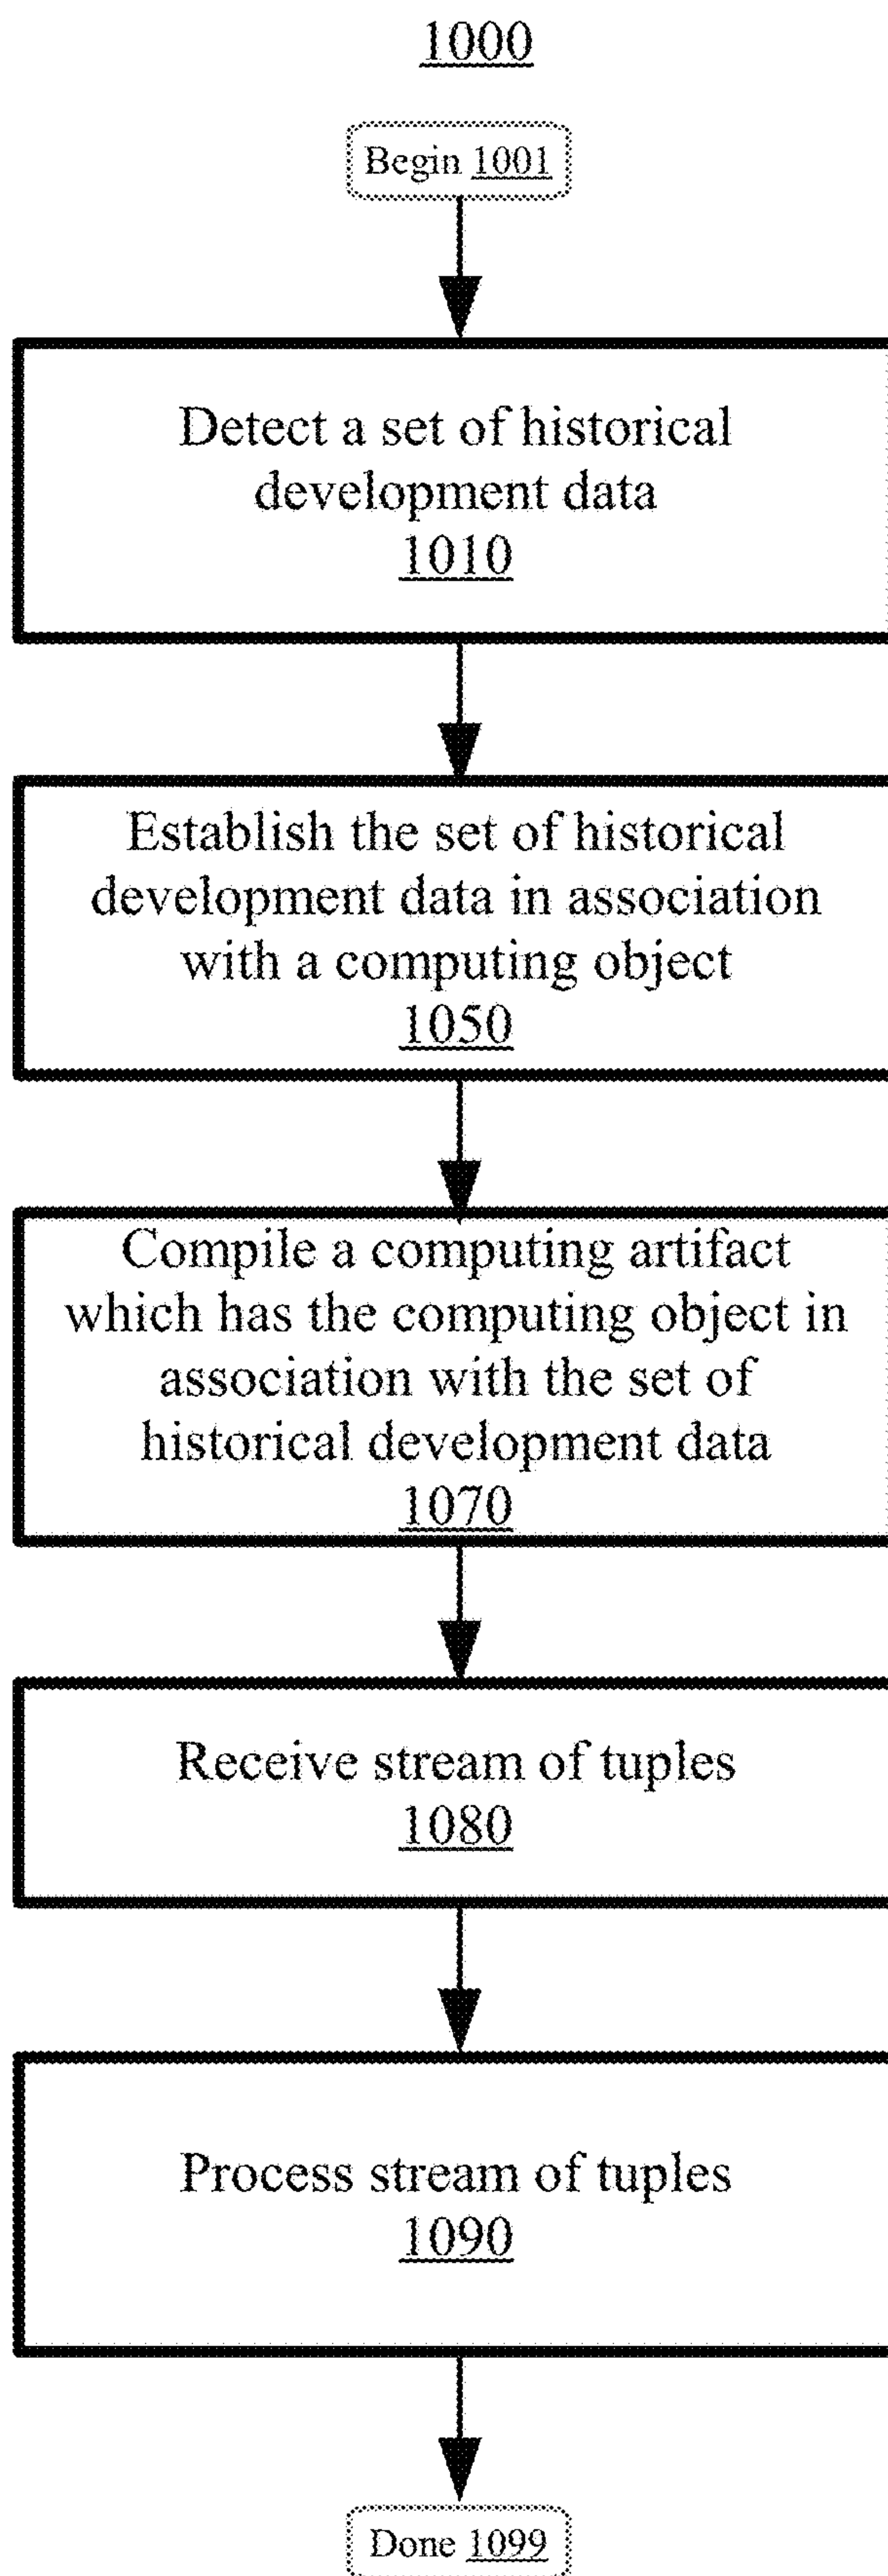 1000
Begin 1001
Detect a set of historical
development data
1010
Establish the set of historical
development data in association
with a computing object
1050
Compile a computing artifact
which has the computing object in
association with the set of
historical development data
1070
Receive stream of tuples
1080
Process stream of tuples
1090
Done 1099